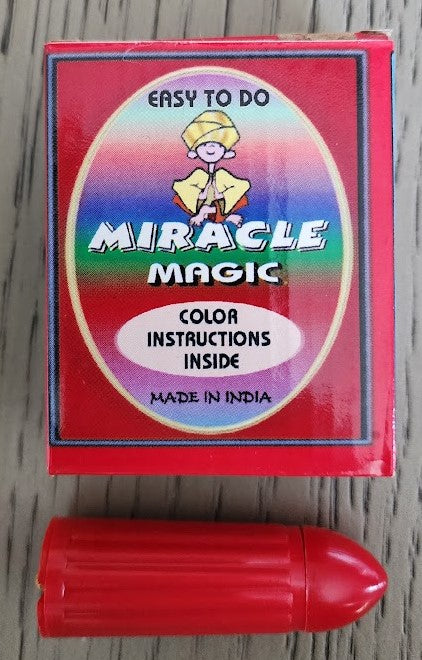 EASY TO DO
MIRACLE
MAGIC
COLOR
INSTRUCTIONS
INSIDE
MADE IN INDIA